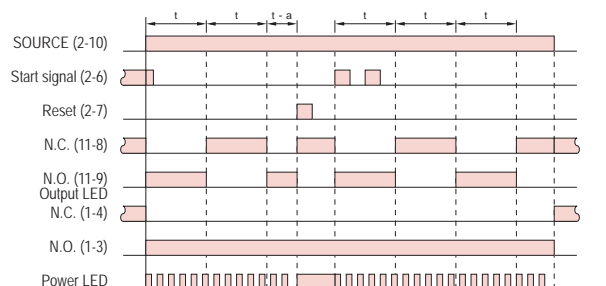 t t t - a t t t
SOURCE (2-10)
Start signal (2-6)
Reset (2-7)
N.C. (11-8)
N.O. (11-9)
Output LED
N.C. (1-4)
N.O. (1-3)
Power LED